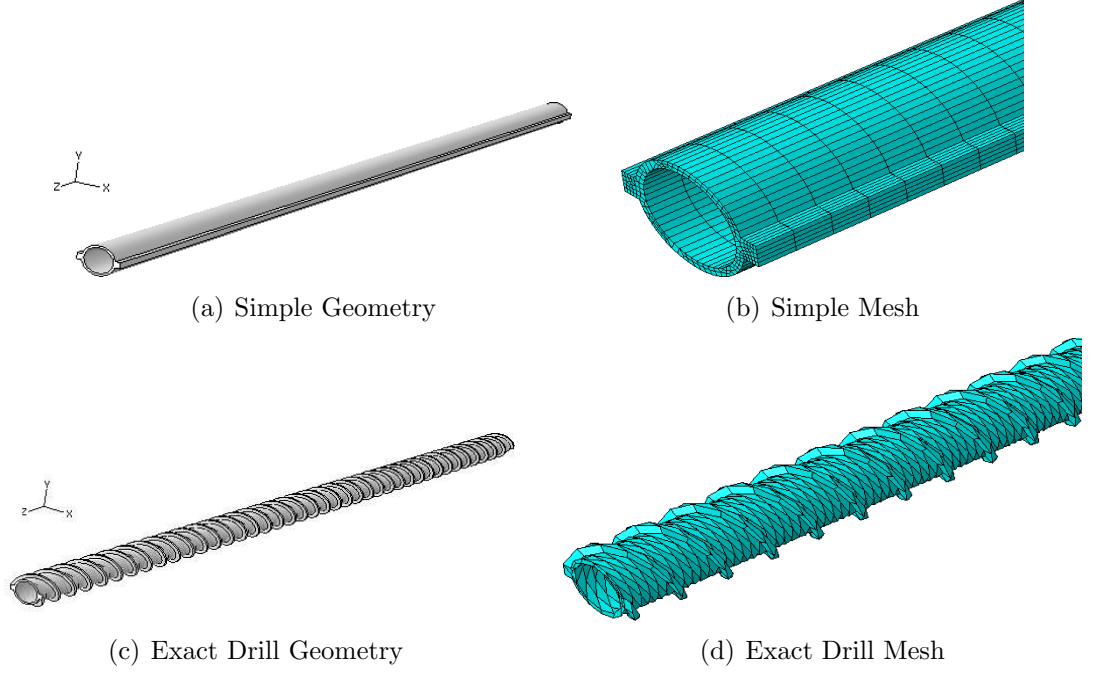 Y
Z
X
(a) Simple Geometry
(b) Simple Mesh
Y
Z
X
(c) Exact Drill Geometry
(d) Exact Drill Mesh